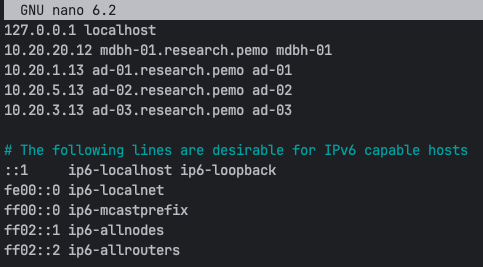 GNU nano 6.2
127.0.0.1 localhost
10.20.20.12 mdbh-01.research.pemo mdbh-01
10.20.1.13 ad-01.research.pemo ad-01
10.20.5.13 ad-02.research.pemo ad-02
10.20.3.13 ad-03.research.pemo ad-03
# The following lines are desirable for IPv6 capable hosts
::1     ip6-localhost ip6-loopback
fe00::0 ip6-localnet
ff00::0 ip6-mcastprefix
ff02::1 ip6-allnodes
ff02::2 ip6-allrouters